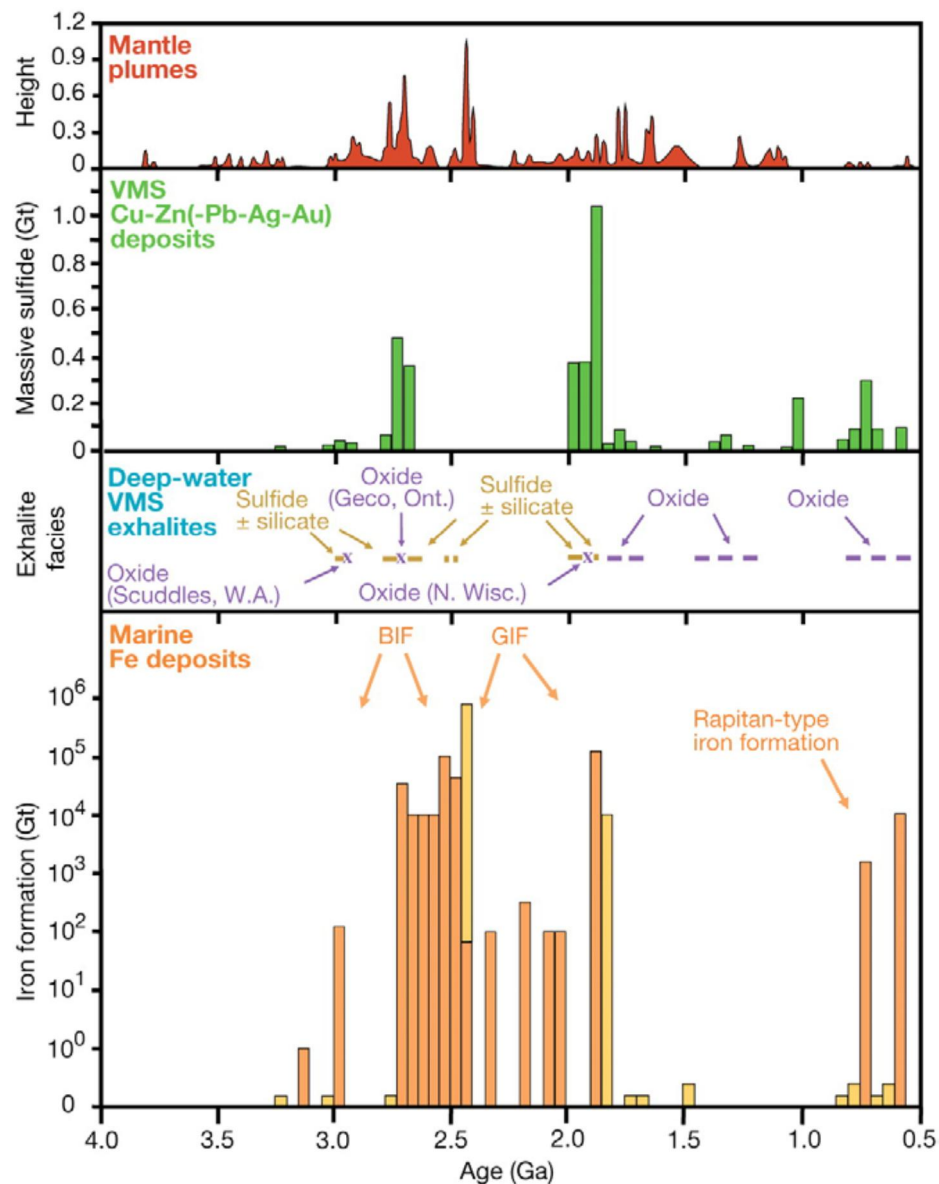 Mantle
plumes
Height
1.2
0.9
0.6
0.3
0
VMS
Cu-Zn(-Pb-Ag-Au)
deposits
Massive sulfide (Gt)
1.0
0.8
0.6
0.4
0.2
0
Deep-water
VMS
exhalites
Exhalite
facies
Sulfide
± silicate
Oxide
(Geco, Ont.)
Sulfide
± silicate
Oxide
Oxide
x
x
x
Oxide
(Scuddles, W.A.)
Oxide (N. Wisc.)
Marine
Fe deposits
BIF
GIF
Rapitan-type
iron formation
Iron formation (Gt)
10⁶
10⁵
10⁴
10³
10²
10¹
10⁰
0
4.0 3.5 3.0 2.5 2.0 1.5 1.0 0.5
Age (Ga)